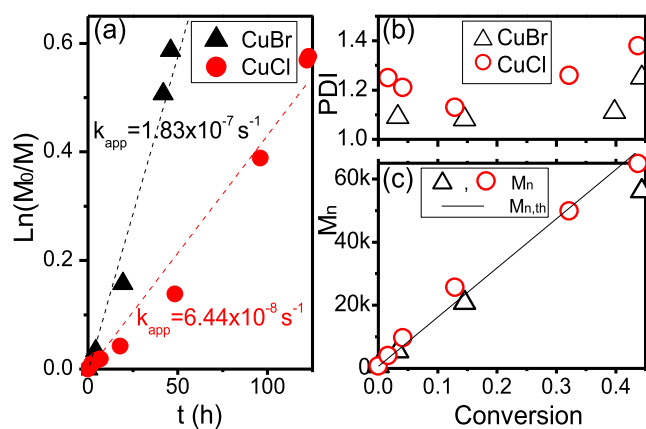 (a)
CuBr
CuCl
k_app=1.83x10^-7 s^-1
k_app=6.44x10^-8 s^-1
Ln(M₀/M)
0.6
0.4
0.2
0.0
0 50 100
t (h)
(b)
CuBr
CuCl
PDI
1.4
1.2
1.0
(c)
, Mn
Mn,th
Mn
60k
40k
20k
0
0.0 0.1 0.2 0.3 0.4
Conversion